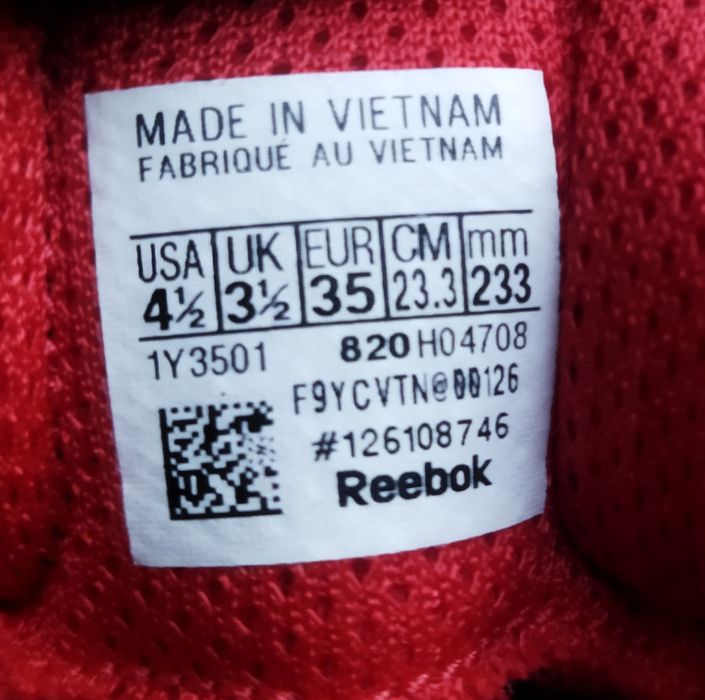 MADE IN VIETNAM
FABRIQUÉ AU VIETNAM
USA UK EUR CM mm
4½ 3½ 35 23.3 233
1Y3501 820 H04708
F9YCVTN@00126
#126108746
Reebok